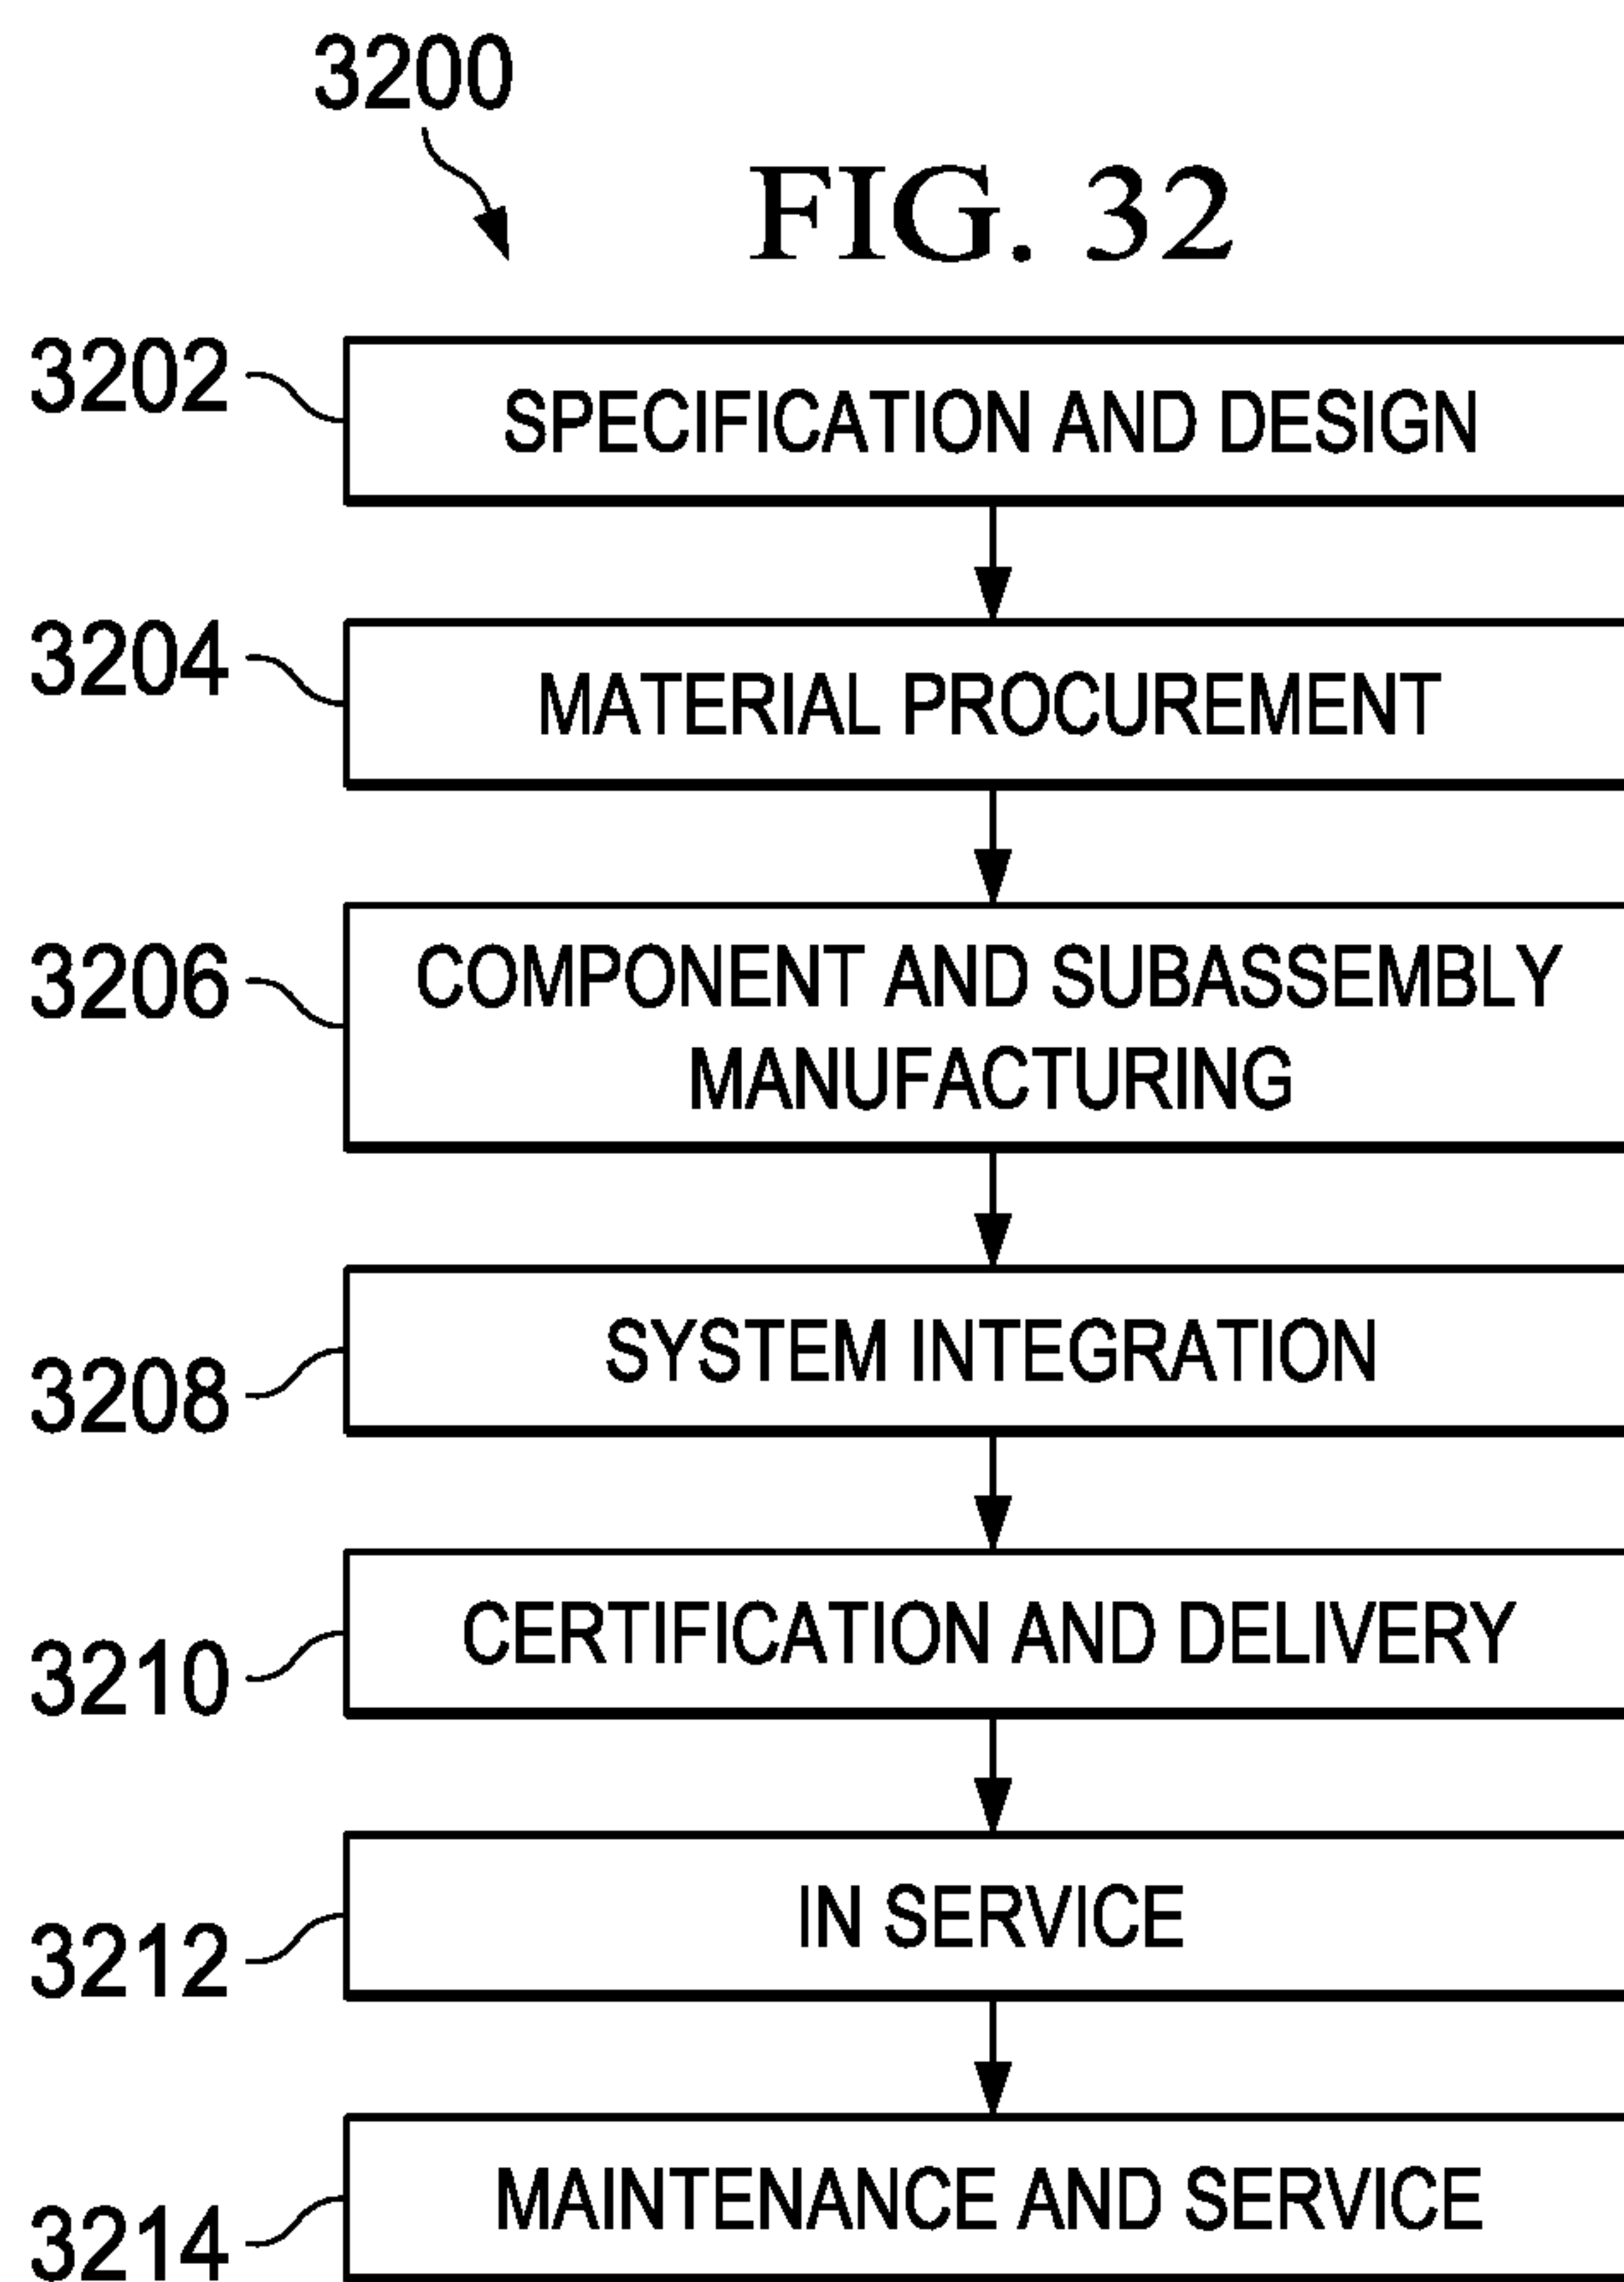 3200
FIG. 32
3202
SPECIFICATION AND DESIGN
3204
MATERIAL PROCUREMENT
3206
COMPONENT AND SUBASSEMBLY
MANUFACTURING
3208
SYSTEM INTEGRATION
3210
CERTIFICATION AND DELIVERY
3212
IN SERVICE
3214
MAINTENANCE AND SERVICE